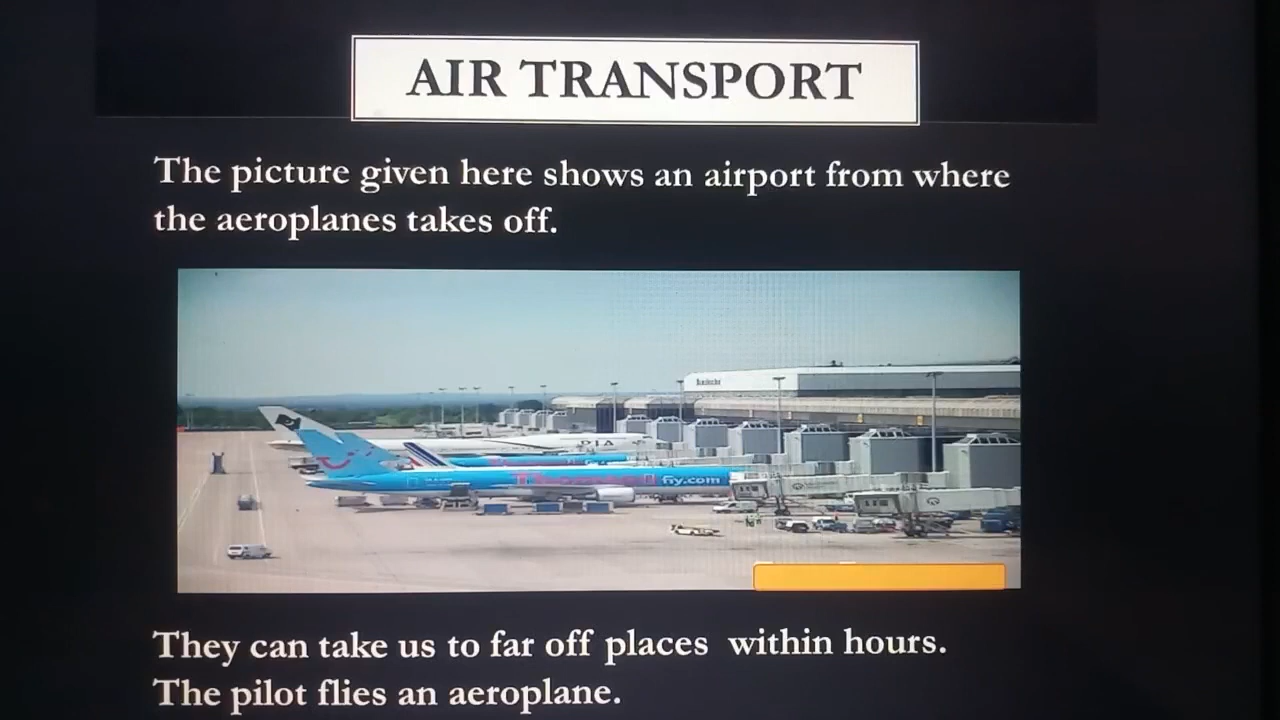 AIR TRANSPORT
The picture given here shows an airport from where
the aeroplanes takes off.
PIA
Thomson fly.com
They can take us to far off places within hours.
The pilot flies an aeroplane.